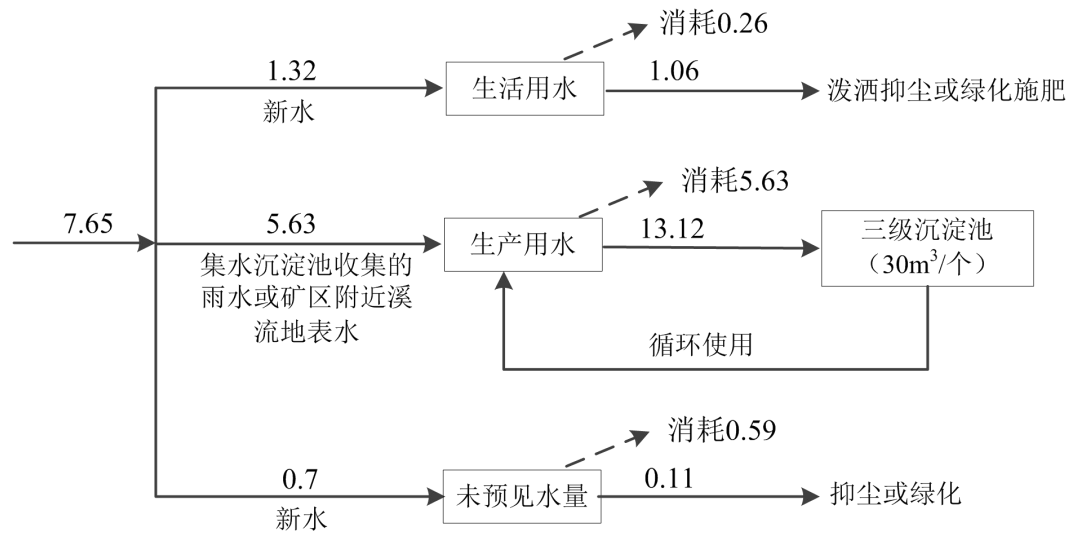 消耗0.26
1.32
生活用水
1.06
泼洒抑尘或绿化施肥
新水
消耗5.63
7.65
5.63
生产用水
13.12
三级沉淀池
（30m³/个）
集水沉淀池收集的
雨水或矿区附近溪
流地表水
循环使用
消耗0.59
0.7
未预见水量
0.11
抑尘或绿化
新水